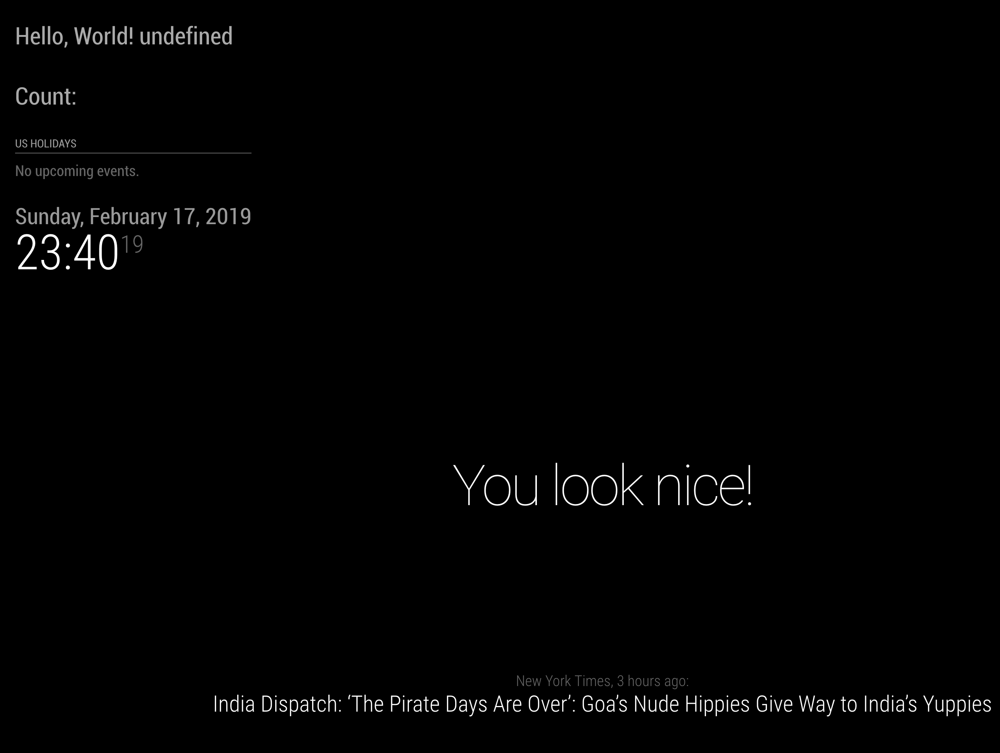 Hello, World! undefined
Count:
US HOLIDAYS
No upcoming events.
Sunday, February 17, 2019
23:40 19
You look nice!
New York Times, 3 hours ago:
India Dispatch: ‘The Pirate Days Are Over’: Goa’s Nude Hippies Give Way to India’s Yuppies